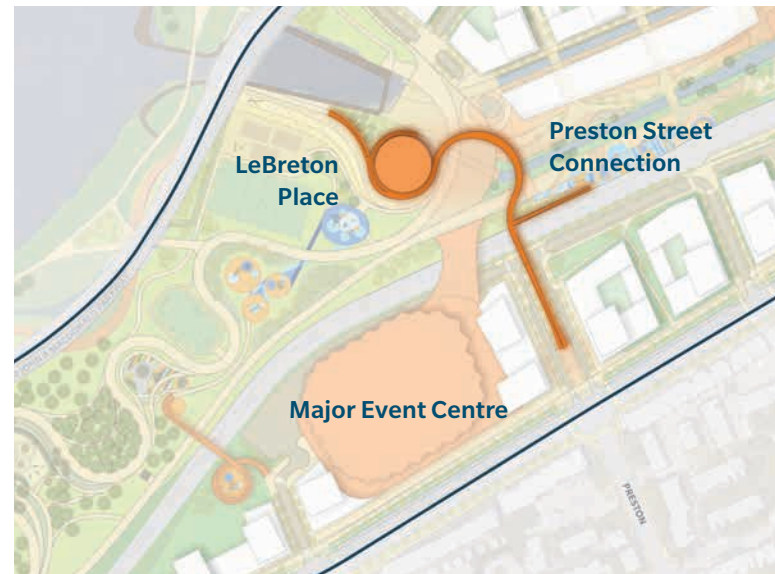 LeBreton
Place
Preston Street
Connection
Major Event Centre
PRESTON